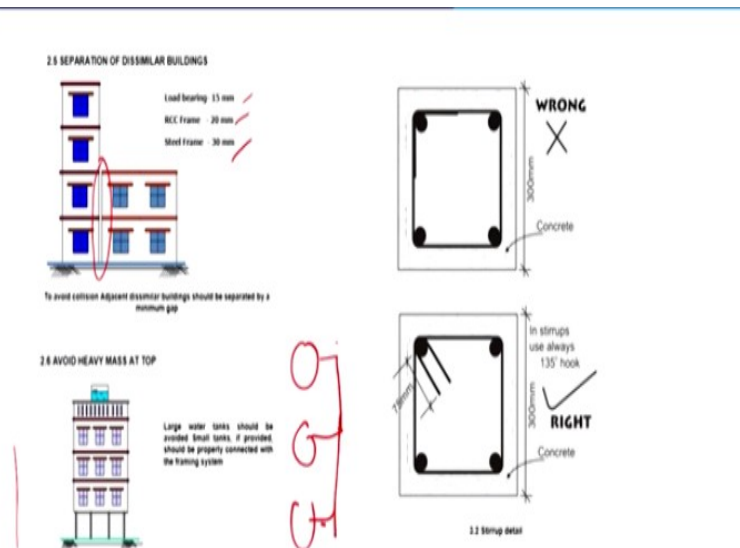 2.5 SEPARATION OF DISSIMILAR BUILDINGS
Load bearing 15 mm
RCC Frame - 20 mm
Steel Frame - 30 mm
To avoid collision Adjacent dissimilar buildings should be separated by a
minimum gap
2.6 AVOID HEAVY MASS AT TOP
Large water tanks should be
avoided Small tanks, if provided,
should be properly connected with
the framing system
WRONG
300mm
Concrete
In stirrups
use always
135° hook
75mm
300mm
RIGHT
Concrete
3.2 Stirrup detail